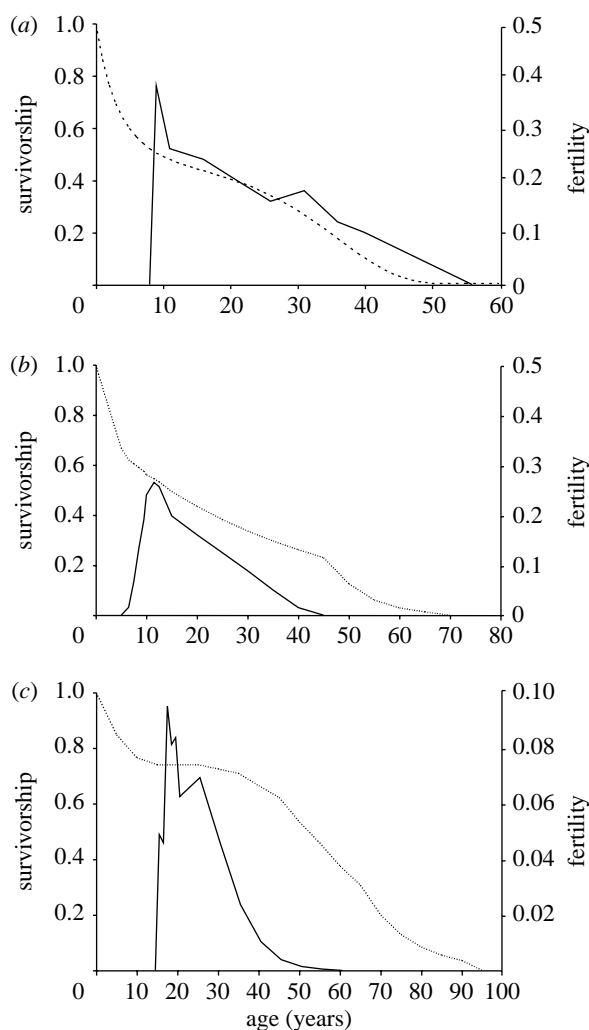 (a)
1.0 0.5
0.8 0.4
0.6 0.3
0.4 0.2
0.2 0.1
0 0
10 20 30 40 50 60
survivorship
fertility
(b)
1.0 0.5
0.8 0.4
0.6 0.3
0.4 0.2
0.2 0.1
0 0
10 20 30 40 50 60 70 80
survivorship
fertility
(c)
1.0 0.10
0.8 0.08
0.6 0.06
0.4 0.04
0.2 0.02
0 10 20 30 40 50 60 70 80 90 100
survivorship
fertility
age (years)